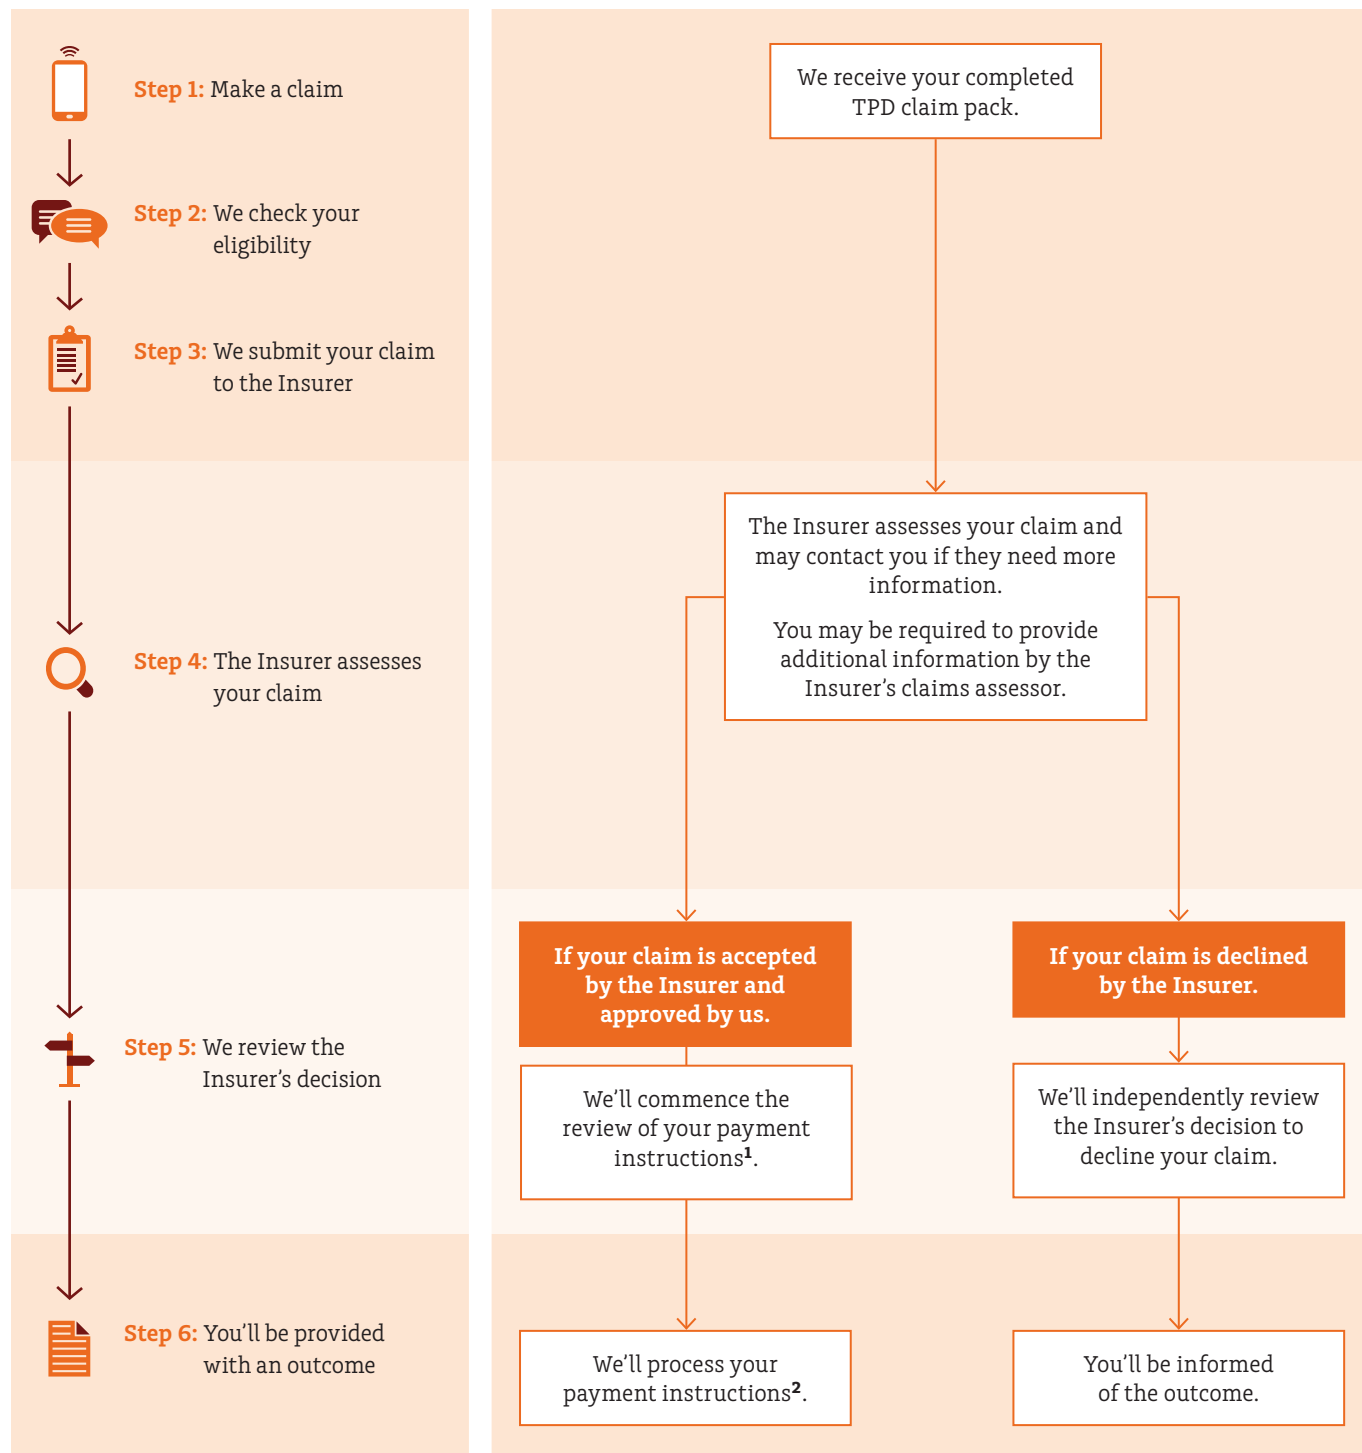 Step 1: Make a claim
Step 2: We check your
eligibility
Step 3: We submit your claim
to the Insurer
Step 4: The Insurer assesses
your claim
Step 5: We review the
Insurer’s decision
Step 6: You’ll be provided
with an outcome
We receive your completed
TPD claim pack.
The Insurer assesses your claim and
may contact you if they need more
information.
You may be required to provide
additional information by the
Insurer’s claims assessor.
If your claim is accepted
by the Insurer and
approved by us.
We’ll commence the
review of your payment
instructions¹.
We’ll process your
payment instructions².
If your claim is declined
by the Insurer.
We’ll independently review
the Insurer’s decision to
decline your claim.
You’ll be informed
of the outcome.